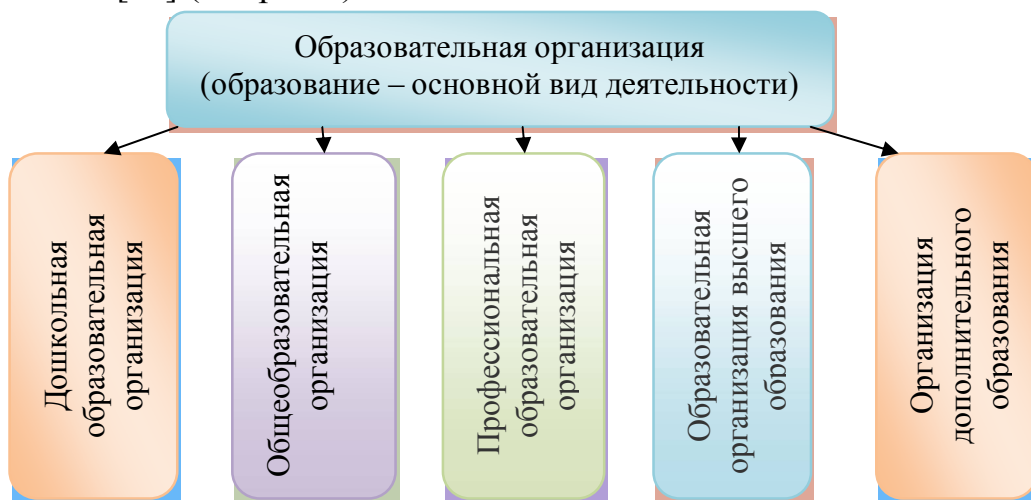 Образовательная организация
(образование – основной вид деятельности)
Дошкольная
образовательная
организация
Общеобразовательная
организация
Профессиональная
образовательная
организация
Образовательная
организация высшего
образования
Организация
дополнительного
образования